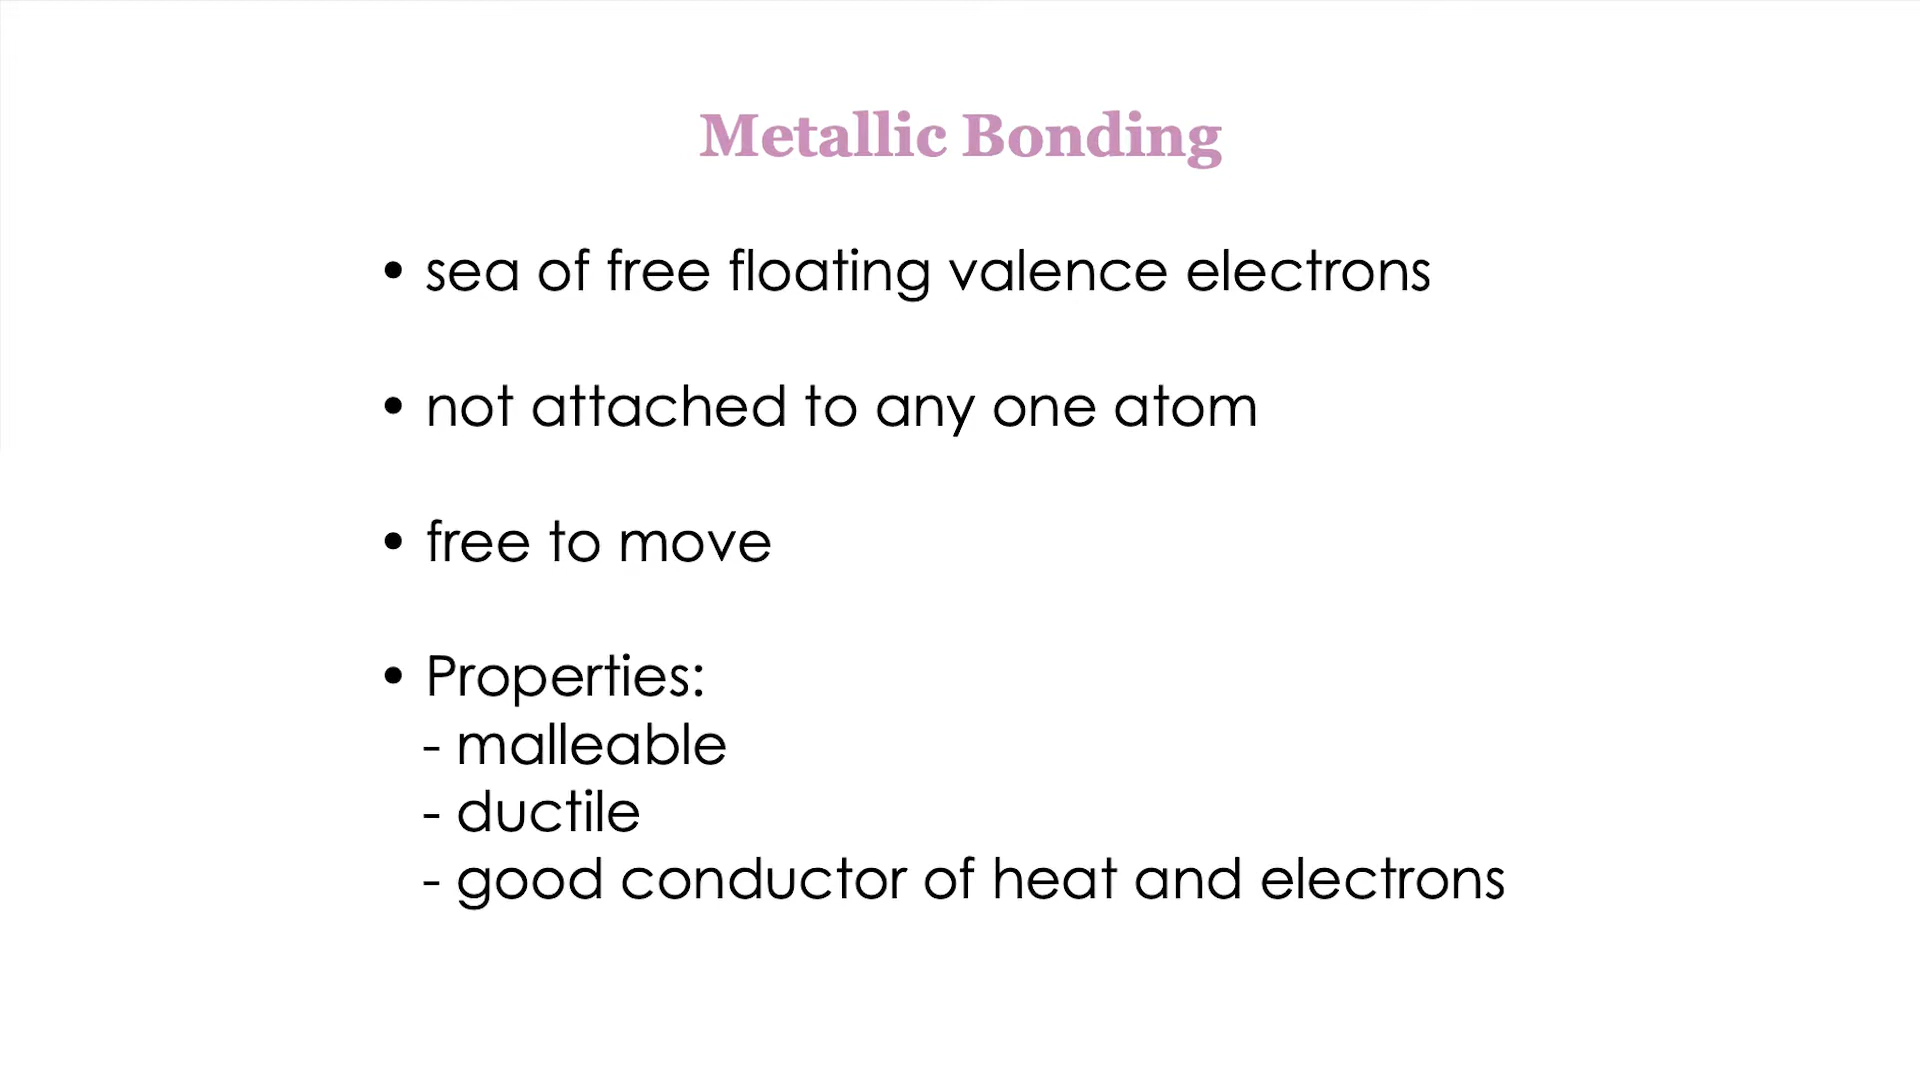 Metallic Bonding
• sea of free floating valence electrons
• not attached to any one atom
• free to move
• Properties:
- malleable
- ductile
- good conductor of heat and electrons